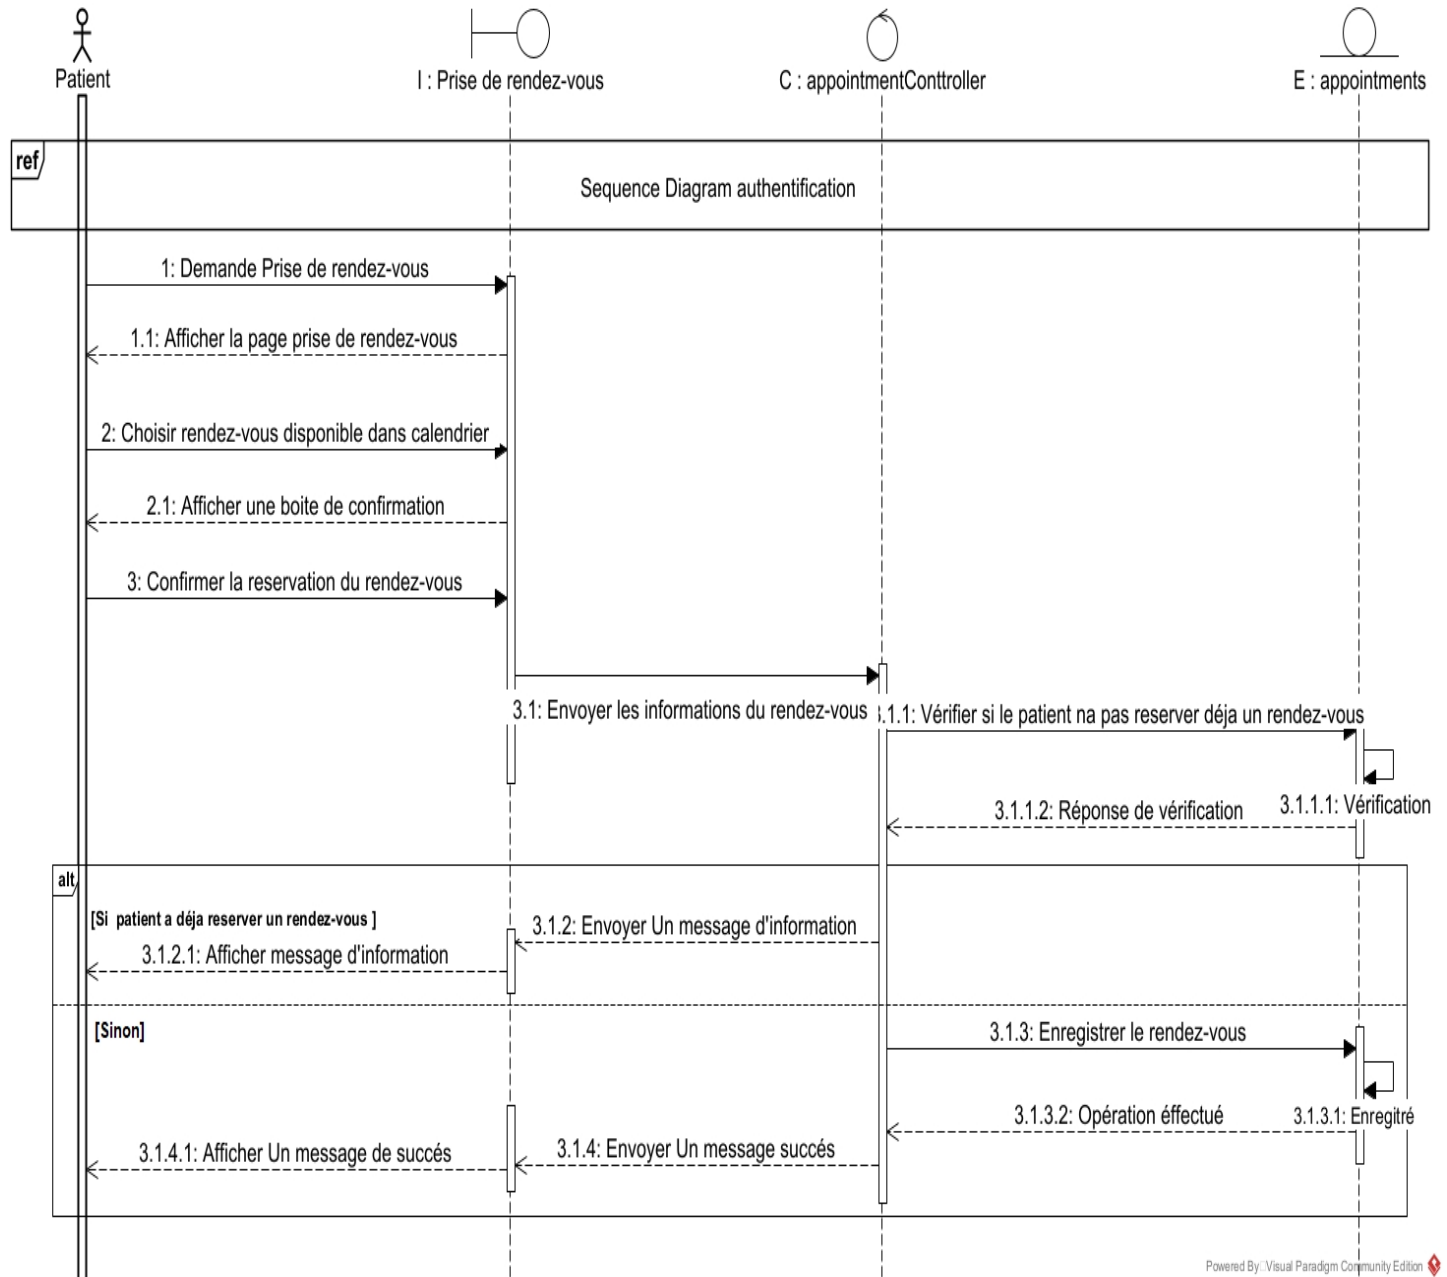 Patient
I : Prise de rendez-vous
C : appointmentConttroller
E : appointments
ref
Sequence Diagram authentification
1: Demande Prise de rendez-vous
1.1: Afficher la page prise de rendez-vous
2: Choisir rendez-vous disponible dans calendrier
2.1: Afficher une boite de confirmation
3: Confirmer la reservation du rendez-vous
3.1: Envoyer les informations du rendez-vous
.1.1: Vérifier si le patient na pas reserver déja un rendez-vous
3.1.1.1: Vérification
3.1.1.2: Réponse de vérification
alt
[Si patient a déja reserver un rendez-vous ]
3.1.2: Envoyer Un message d'information
3.1.2.1: Afficher message d'information
[Sinon]
3.1.3: Enregistrer le rendez-vous
3.1.3.1: Enregitré
3.1.3.2: Opération éffectué
3.1.4: Envoyer Un message succés
3.1.4.1: Afficher Un message de succés
Powered By Visual Paradigm Community Edition